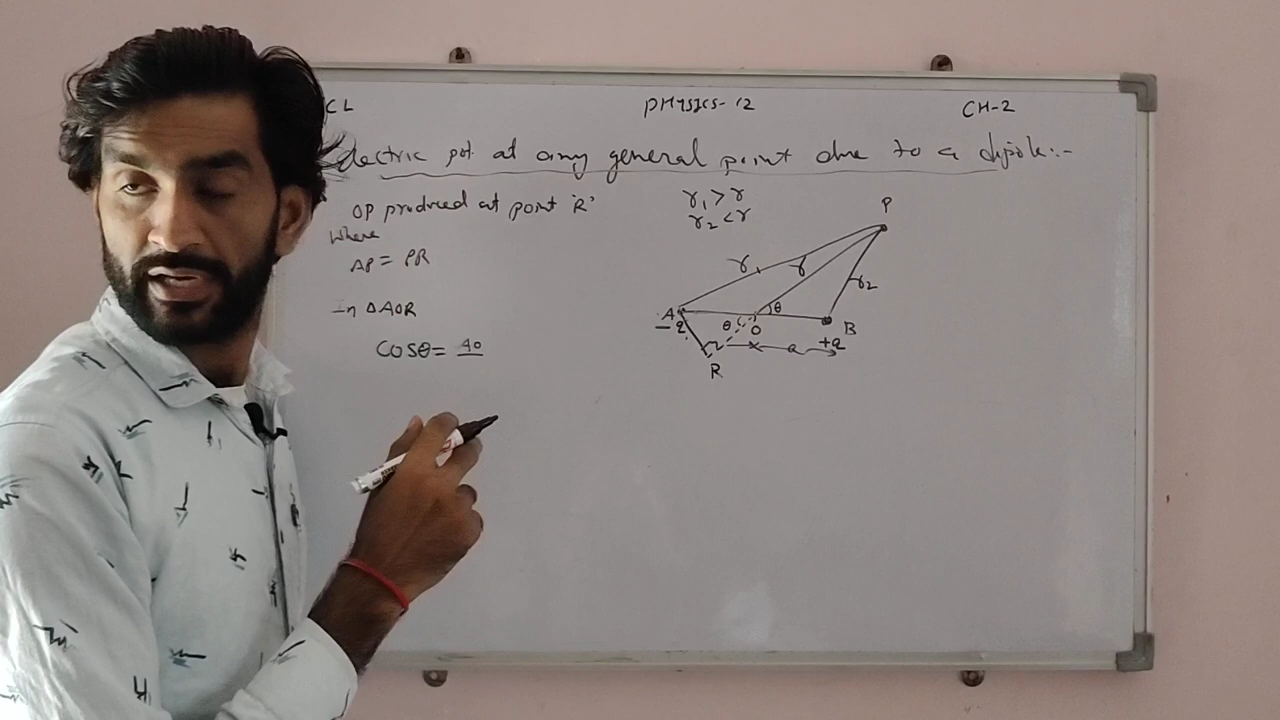 CL
PHYSICS-12
CH-2
Electric pot. at any general point due to a dipole:-
OP produced at point 'R'
where
AP = PR
In ΔAOR
COSθ = AO
r₁ > r
r₂ < r
P
r₁
r
r₂
A
-q
θ
θ
O
B
+q
a
R